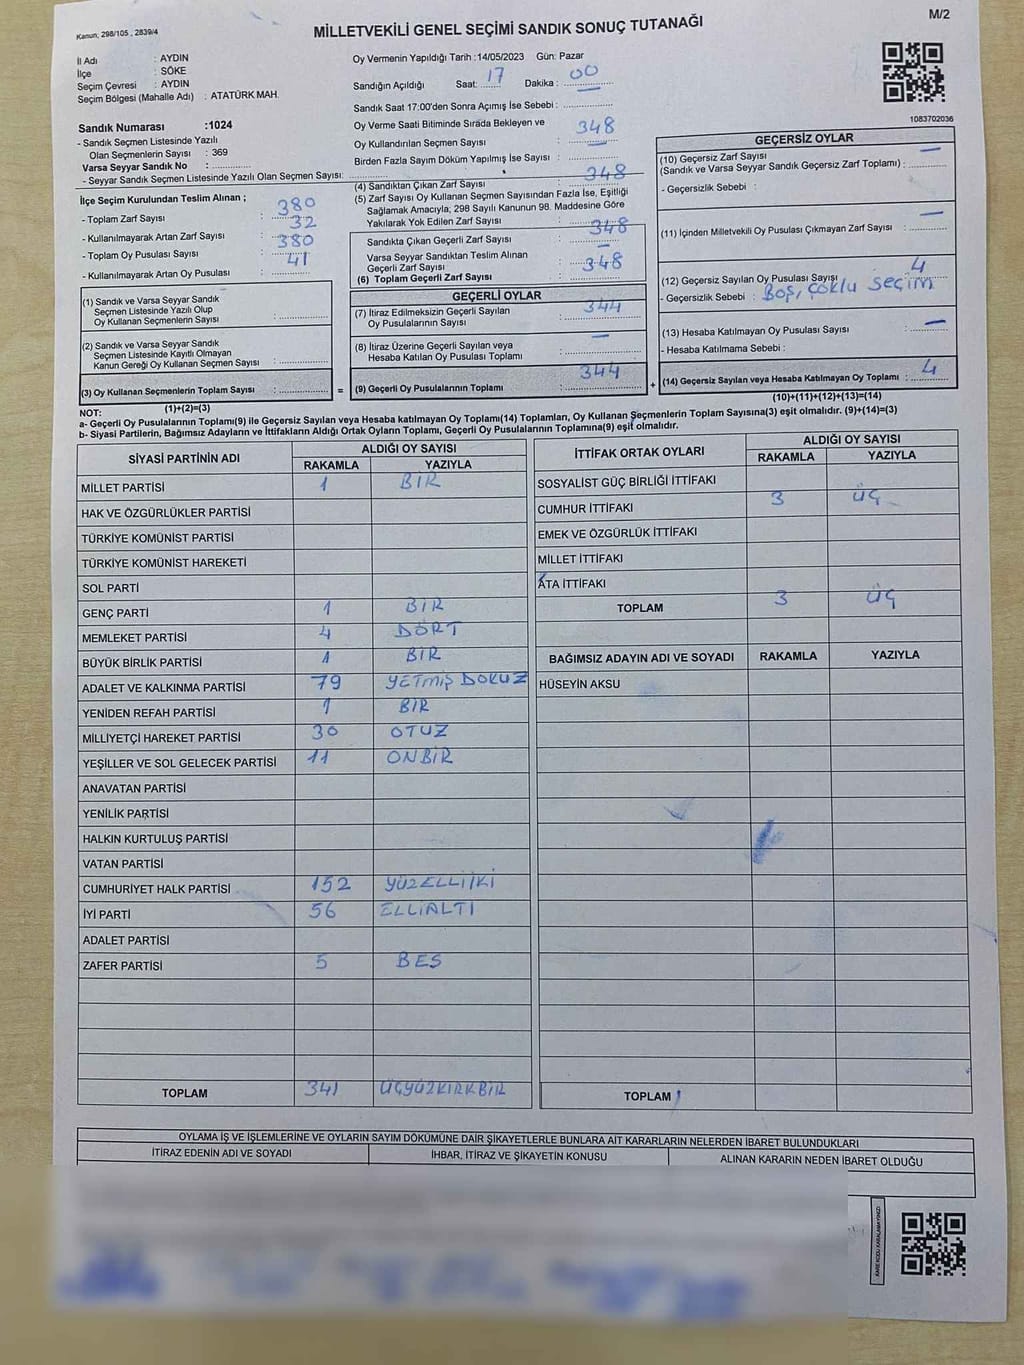 Kanun, 298/105 , 2839/4
MİLLETVEKİLİ GENEL SEÇİMİ SANDIK SONUÇ TUTANAĞI
M/2
İl Adı : AYDIN
İlçe : SÖKE
Seçim Çevresi : AYDIN
Seçim Bölgesi (Mahalle Adı) : ATATÜRK MAH.
Sandık Numarası :1024
- Sandık Seçmen Listesinde Yazılı
Olan Seçmenlerin Sayısı : 369
Varsa Seyyar Sandık No :
- Seyyar Sandık Seçmen Listesinde Yazılı Olan Seçmen Sayısı:
Oy Vermenin Yapıldığı Tarih :14/05/2023 Gün: Pazar
Sandığın Açıldığı Saat: 17 Dakika : 00
Sandık Saat 17:00'den Sonra Açımış İse Sebebi :
Oy Verme Saati Bitiminde Sırada Bekleyen ve
Oy Kullandırılan Seçmen Sayısı : 348
Birden Fazla Sayım Döküm Yapılmış İse Sayısı : —
1083702036
İlçe Seçim Kurulundan Teslim Alınan ;
- Toplam Zarf Sayısı : 380
- Kullanılmayarak Artan Zarf Sayısı : 32
- Toplam Oy Pusulası Sayısı : 380
- Kullanılmayarak Artan Oy Pusulası : 41
(1) Sandık ve Varsa Seyyar Sandık
Seçmen Listesinde Yazılı Olup
Oy Kullanan Seçmenlerin Sayısı :
(2) Sandık ve Varsa Seyyar Sandık
Seçmen Listesinde Kayıtlı Olmayan
Kanun Gereği Oy Kullanan Seçmen Sayısı :
(3) Oy Kullanan Seçmenlerin Toplam Sayısı :
(1)+(2)=(3)
(4) Sandıktan Çıkan Zarf Sayısı : 348
(5) Zarf Sayısı Oy Kullanan Seçmen Sayısından Fazla İse, Eşitliği
Sağlamak Amacıyla, 298 Sayılı Kanunun 98. Maddesine Göre
Yakılarak Yok Edilen Zarf Sayısı :
Sandıkta Çıkan Geçerli Zarf Sayısı : 348
Varsa Seyyar Sandıktan Teslim Alınan
Geçerli Zarf Sayısı : —
(6) Toplam Geçerli Zarf Sayısı : 348
GEÇERLİ OYLAR
(7) İtiraz Edilmeksizin Geçerli Sayılan
Oy Pusulalarının Sayısı : 344
(8) İtiraz Üzerine Geçerli Sayılan veya
Hesaba Katılan Oy Pusulası Toplamı : —
= (9) Geçerli Oy Pusulalarının Toplamı : 344
GEÇERSİZ OYLAR
(10) Geçersiz Zarf Sayısı
(Sandık ve Varsa Seyyar Sandık Geçersiz Zarf Toplamı) : —
- Geçersizlik Sebebi :
(11) İçinden Milletvekili Oy Pusulası Çıkmayan Zarf Sayısı : —
(12) Geçersiz Sayılan Oy Pusulası Sayısı : 4
- Geçersizlik Sebebi : Boş, çoklu seçim
(13) Hesaba Katılmayan Oy Pusulası Sayısı : —
- Hesaba Katılmama Sebebi :
+ (14) Geçersiz Sayılan veya Hesaba Katılmayan Oy Toplamı : 4
(10)+(11)+(12)+(13)=(14)
NOT:
a- Geçerli Oy Pusulalarının Toplamı(9) ile Geçersiz Sayılan veya Hesaba katılmayan Oy Toplamı(14) Toplamları, Oy Kullanan Seçmenlerin Toplam Sayısına(3) eşit olmalıdır. (9)+(14)=(3)
b- Siyasi Partilerin, Bağımsız Adayların ve İttifakların Aldığı Ortak Oyların Toplamı, Geçerli Oy Pusulalarının Toplamına(9) eşit olmalıdır.
SİYASİ PARTİNİN ADI ALDIĞI OY SAYISI
RAKAMLA YAZIYLA
MİLLET PARTİSİ 1 BİR
HAK VE ÖZGÜRLÜKLER PARTİSİ
TÜRKİYE KOMÜNİST PARTİSİ
TÜRKİYE KOMÜNİST HAREKETİ
SOL PARTİ
GENÇ PARTİ 1 BİR
MEMLEKET PARTİSİ 4 DÖRT
BÜYÜK BİRLİK PARTİSİ 1 BİR
ADALET VE KALKINMA PARTİSİ 79 YETMİŞ DOKUZ
YENİDEN REFAH PARTİSİ 1 BİR
MİLLİYETÇİ HAREKET PARTİSİ 30 OTUZ
YEŞİLLER VE SOL GELECEK PARTİSİ 11 ONBİR
ANAVATAN PARTİSİ
YENİLİK PARTİSİ
HALKIN KURTULUŞ PARTİSİ
VATAN PARTİSİ
CUMHURİYET HALK PARTİSİ 152 YÜZELLİİKİ
İYİ PARTİ 56 ELLİALTI
ADALET PARTİSİ
ZAFER PARTİSİ 5 BES
TOPLAM 341 ÜÇYÜZKIRKBİR
İTTİFAK ORTAK OYLARI ALDIĞI OY SAYISI
RAKAMLA YAZIYLA
SOSYALİST GÜÇ BİRLİĞİ İTTİFAKI
CUMHUR İTTİFAKI 3 ÜÇ
EMEK VE ÖZGÜRLÜK İTTİFAKI
MİLLET İTTİFAKI
ATA İTTİFAKI
TOPLAM 3 ÜÇ
BAĞIMSIZ ADAYIN ADI VE SOYADI RAKAMLA YAZIYLA
HÜSEYİN AKSU
TOPLAM
OYLAMA İŞ VE İŞLEMLERİNE VE OYLARIN SAYIM DÖKÜMÜNE DAİR ŞİKAYETLERLE BUNLARA AİT KARARLARIN NELERDEN İBARET BULUNDUKLARI
İTİRAZ EDENİN ADI VE SOYADI İHBAR, İTİRAZ VE ŞİKAYETİN KONUSU ALINAN KARARIN NEDEN İBARET OLDUĞU
KARE KODU KARALAMAYINIZ!